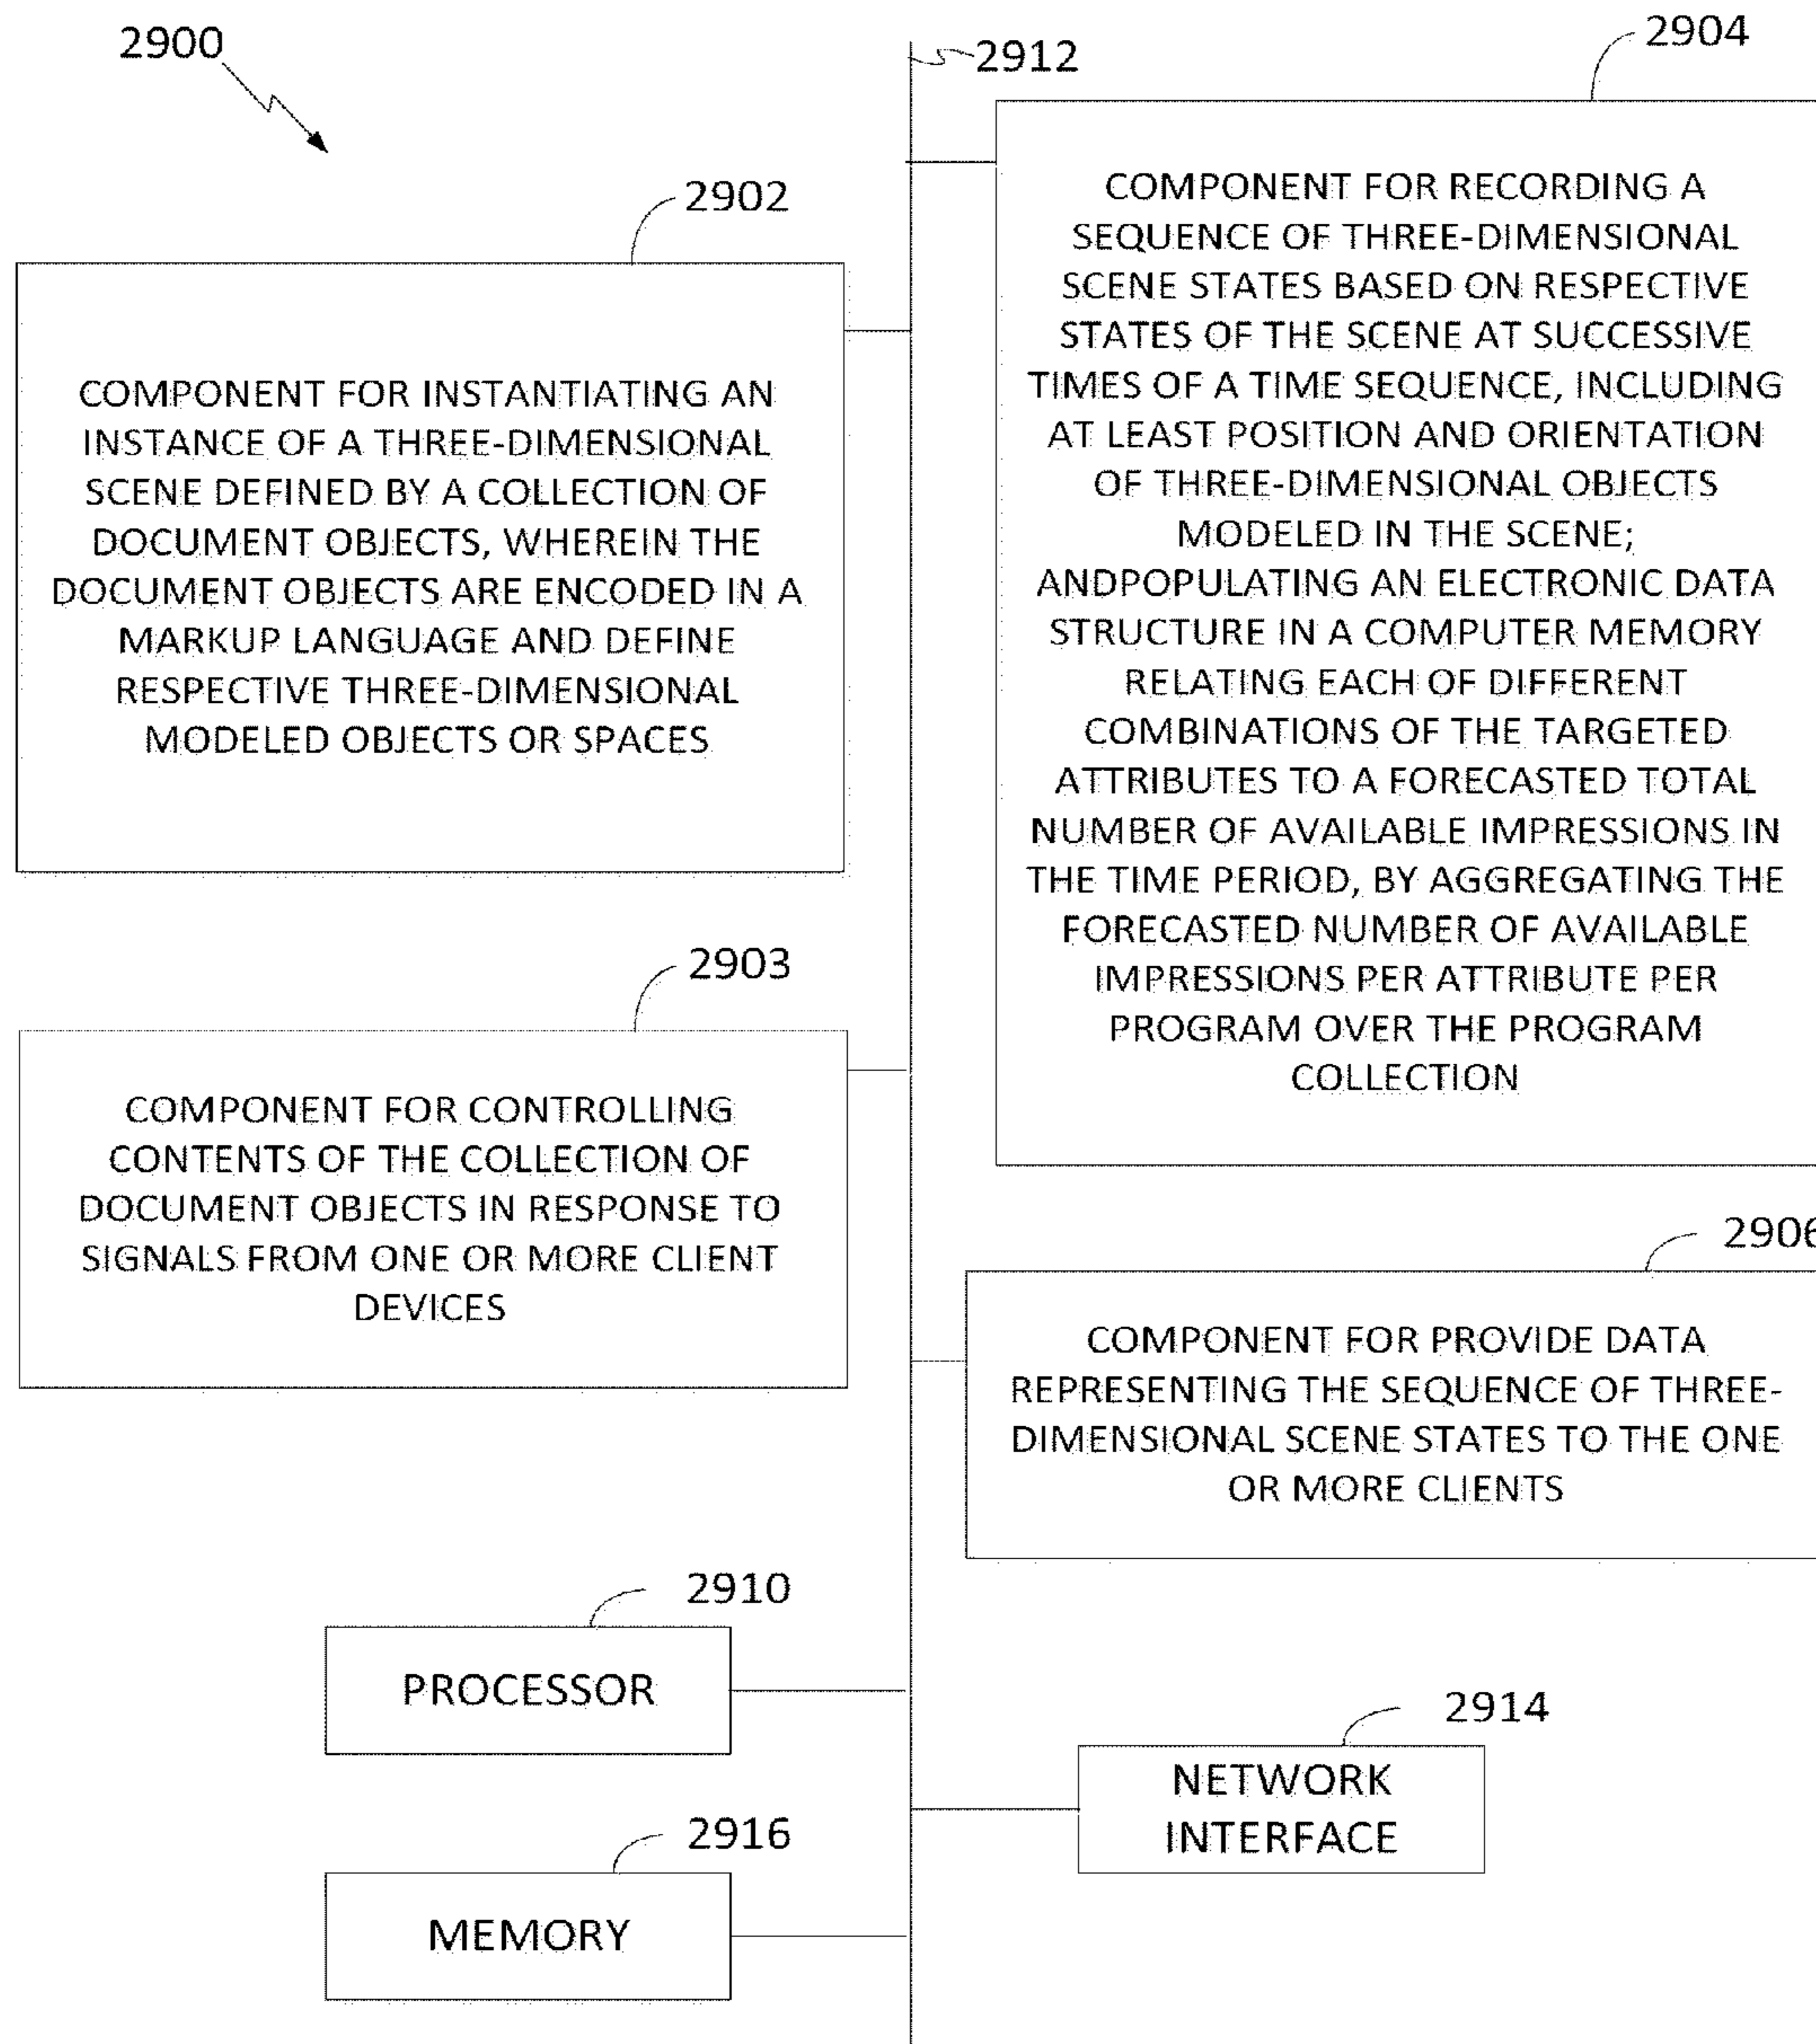 2900
2912
2904
2902
COMPONENT FOR INSTANTIATING AN
INSTANCE OF A THREE-DIMENSIONAL
SCENE DEFINED BY A COLLECTION OF
DOCUMENT OBJECTS, WHEREIN THE
DOCUMENT OBJECTS ARE ENCODED IN A
MARKUP LANGUAGE AND DEFINE
RESPECTIVE THREE-DIMENSIONAL
MODELED OBJECTS OR SPACES
COMPONENT FOR RECORDING A
SEQUENCE OF THREE-DIMENSIONAL
SCENE STATES BASED ON RESPECTIVE
STATES OF THE SCENE AT SUCCESSIVE
TIMES OF A TIME SEQUENCE, INCLUDING
AT LEAST POSITION AND ORIENTATION
OF THREE-DIMENSIONAL OBJECTS
MODELED IN THE SCENE;
ANDPOPULATING AN ELECTRONIC DATA
STRUCTURE IN A COMPUTER MEMORY
RELATING EACH OF DIFFERENT
COMBINATIONS OF THE TARGETED
ATTRIBUTES TO A FORECASTED TOTAL
NUMBER OF AVAILABLE IMPRESSIONS IN
THE TIME PERIOD, BY AGGREGATING THE
FORECASTED NUMBER OF AVAILABLE
IMPRESSIONS PER ATTRIBUTE PER
PROGRAM OVER THE PROGRAM
COLLECTION
2903
COMPONENT FOR CONTROLLING
CONTENTS OF THE COLLECTION OF
DOCUMENT OBJECTS IN RESPONSE TO
SIGNALS FROM ONE OR MORE CLIENT
DEVICES
2906
COMPONENT FOR PROVIDE DATA
REPRESENTING THE SEQUENCE OF THREE-
DIMENSIONAL SCENE STATES TO THE ONE
OR MORE CLIENTS
2910
PROCESSOR
2914
NETWORK
INTERFACE
2916
MEMORY